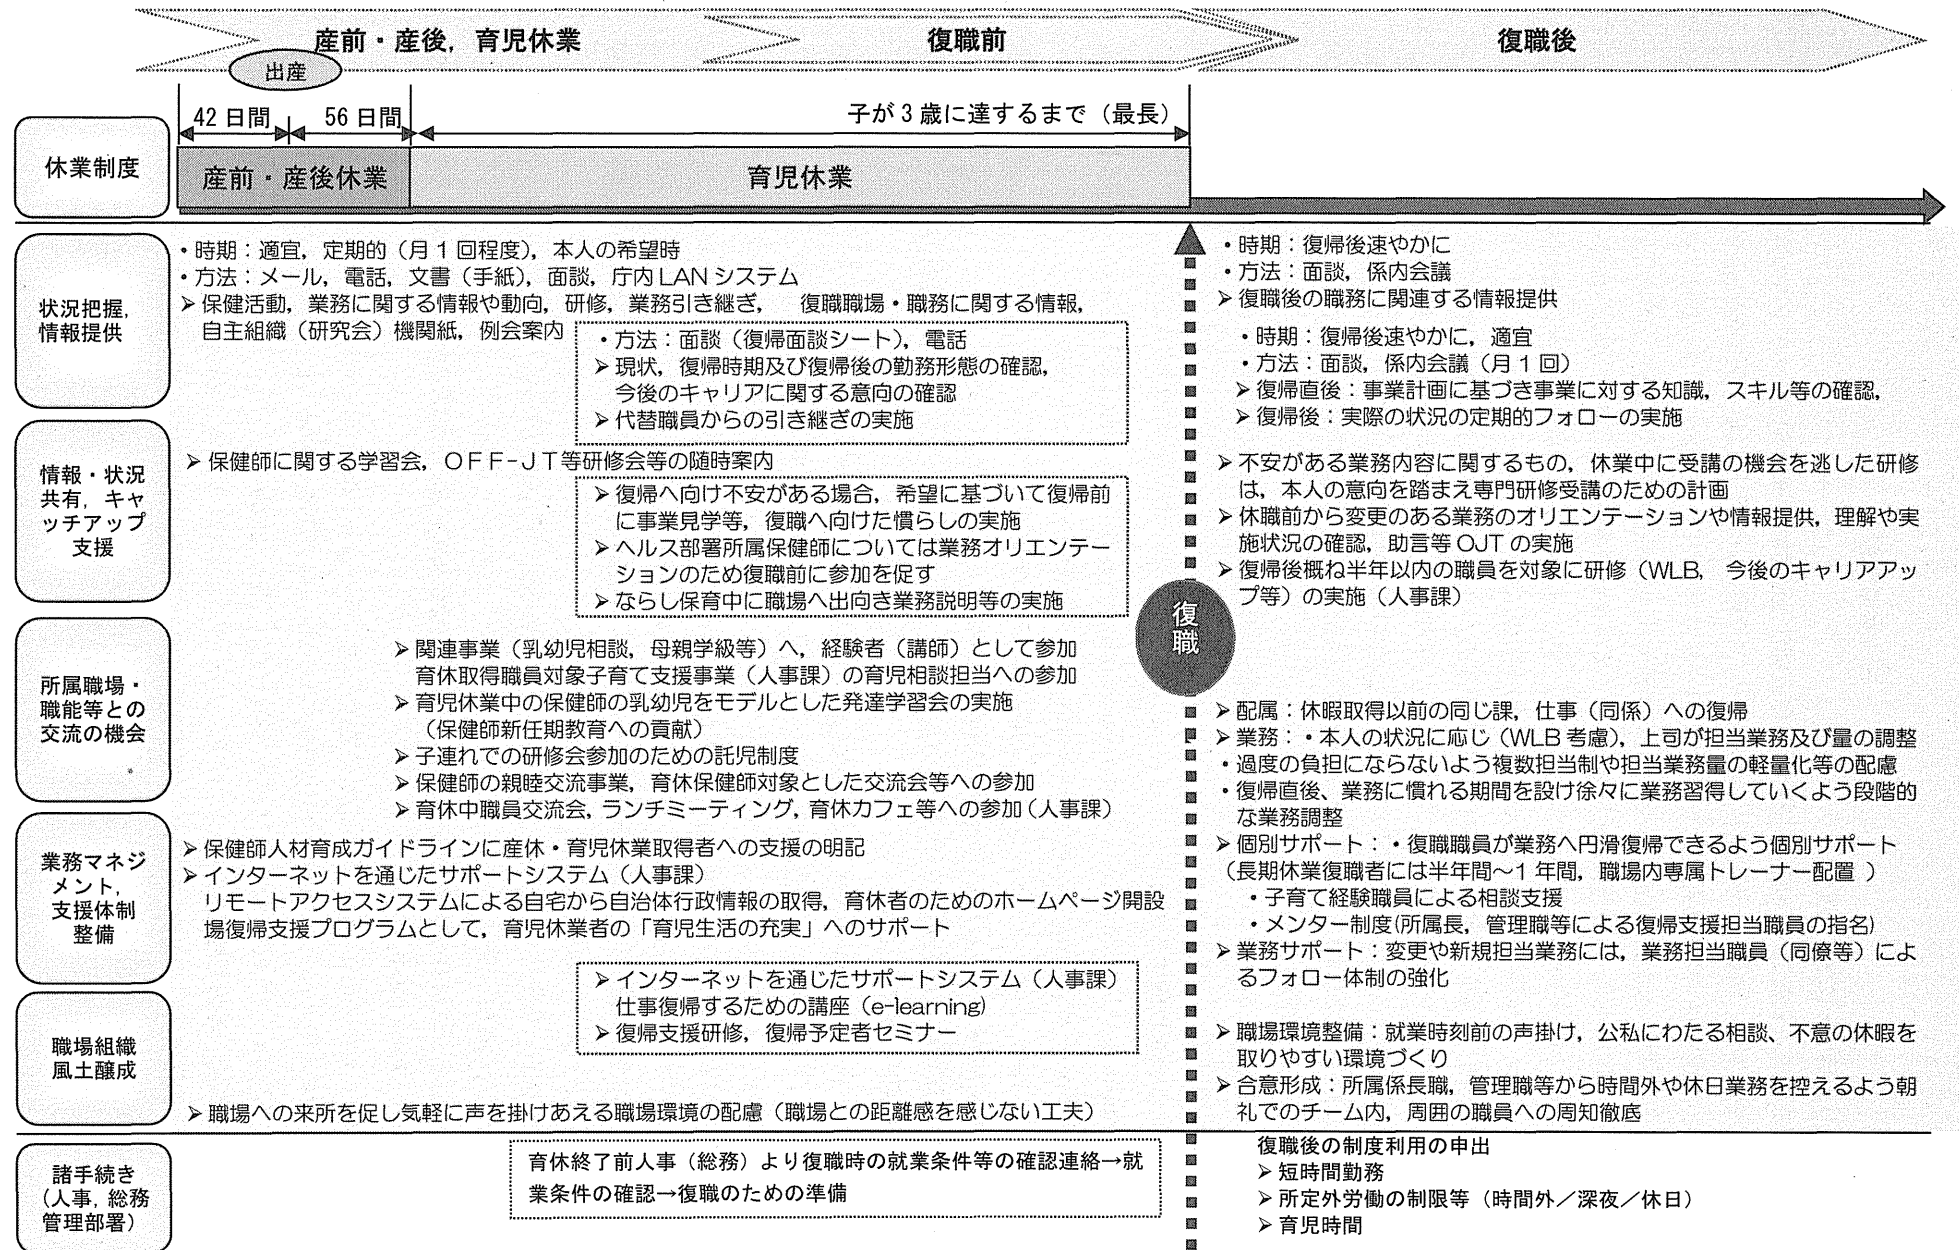 産前・産後，育児休業
復職前
復職後
出産
42 日間
56 日間
子が 3 歳に達するまで（最長）
休業制度
産前・産後休業
育児休業
状況把握，
情報提供
・時期：適宜，定期的（月 1 回程度），本人の希望時
・方法：メール，電話，文書（手紙），面談，庁内 LAN システム
➢ 保健活動，業務に関する情報や動向，研修，業務引き継ぎ，　復職職場・職務に関する情報，
自主組織（研究会）機関紙，例会案内
・方法：面談（復帰面談シート），電話
➢ 現状，復帰時期及び復帰後の勤務形態の確認，
今後のキャリアに関する意向の確認
➢ 代替職員からの引き継ぎの実施
・時期：復帰後速やかに
・方法：面談，係内会議
➢ 復職後の職務に関連する情報提供
・時期：復帰後速やかに，適宜
・方法：面談，係内会議（月 1 回）
➢ 復帰直後：事業計画に基づき事業に対する知識，スキル等の確認，
➢ 復帰後：実際の状況の定期的フォローの実施
情報・状況
共有，キャ
ッチアップ
支援
➢ 保健師に関する学習会，ＯＦＦ-ＪＴ等研修会等の随時案内
➢ 復帰へ向け不安がある場合，希望に基づいて復帰前
に事業見学等，復職へ向けた慣らしの実施
➢ ヘルス部署所属保健師については業務オリエンテー
ションのため復職前に参加を促す
➢ ならし保育中に職場へ出向き業務説明等の実施
➢ 不安がある業務内容に関するもの，休業中に受講の機会を逃した研修
は，本人の意向を踏まえ専門研修受講のための計画
➢ 休職前から変更のある業務のオリエンテーションや情報提供，理解や実
施状況の確認，助言等 OJT の実施
➢ 復帰後概ね半年以内の職員を対象に研修（WLB，今後のキャリアアッ
プ等）の実施（人事課）
復職
所属職場・
職能等との
交流の機会
➢ 関連事業（乳幼児相談，母親学級等）へ，経験者（講師）として参加
育休取得職員対象子育て支援事業（人事課）の育児相談担当への参加
➢ 育児休業中の保健師の乳幼児をモデルとした発達学習会の実施
（保健師新任期教育への貢献）
➢ 子連れでの研修会参加のための託児制度
➢ 保健師の親睦交流事業，育休保健師対象とした交流会等への参加
➢ 育休中職員交流会，ランチミーティング，育休カフェ等への参加（人事課）
➢ 配属：休暇取得以前の同じ課，仕事（同係）への復帰
➢ 業務：・本人の状況に応じ（WLB 考慮），上司が担当業務及び量の調整
・過度の負担にならないよう複数担当制や担当業務量の軽量化等の配慮
・復帰直後、業務に慣れる期間を設け徐々に業務習得していくよう段階的
な業務調整
➢ 個別サポート：・復職職員が業務へ円滑復帰できるよう個別サポート
（長期休業復職者には半年間～1 年間，職場内専属トレーナー配置 ）
・子育て経験職員による相談支援
・メンター制度(所属長，管理職等による復帰支援担当職員の指名)
➢ 業務サポート：変更や新規担当業務には，業務担当職員（同僚等）によ
るフォロー体制の強化
業務マネジ
メント，
支援体制
整備
➢ 保健師人材育成ガイドラインに産休・育児休業取得者への支援の明記
➢ インターネットを通じたサポートシステム（人事課）
リモートアクセスシステムによる自宅から自治体行政情報の取得，育休者のためのホームページ開設
場復帰支援プログラムとして，育児休業者の「育児生活の充実」へのサポート
➢ インターネットを通じたサポートシステム（人事課）
仕事復帰するための講座（e-learning)
➢ 復帰支援研修，復帰予定者セミナー
職場組織
風土醸成
➢ 職場への来所を促し気軽に声を掛けあえる職場環境の配慮（職場との距離感を感じない工夫）
➢ 職場環境整備：就業時刻前の声掛け，公私にわたる相談、不意の休暇を
取りやすい環境づくり
➢ 合意形成：所属係長職，管理職等から時間外や休日業務を控えるよう朝
礼でのチーム内，周囲の職員への周知徹底
諸手続き
（人事，総務
管理部署）
育休終了前人事（総務）より復職時の就業条件等の確認連絡→就
業条件の確認→復職のための準備
復職後の制度利用の申出
➢ 短時間勤務
➢ 所定外労働の制限等（時間外／深夜／休日）
➢ 育児時間